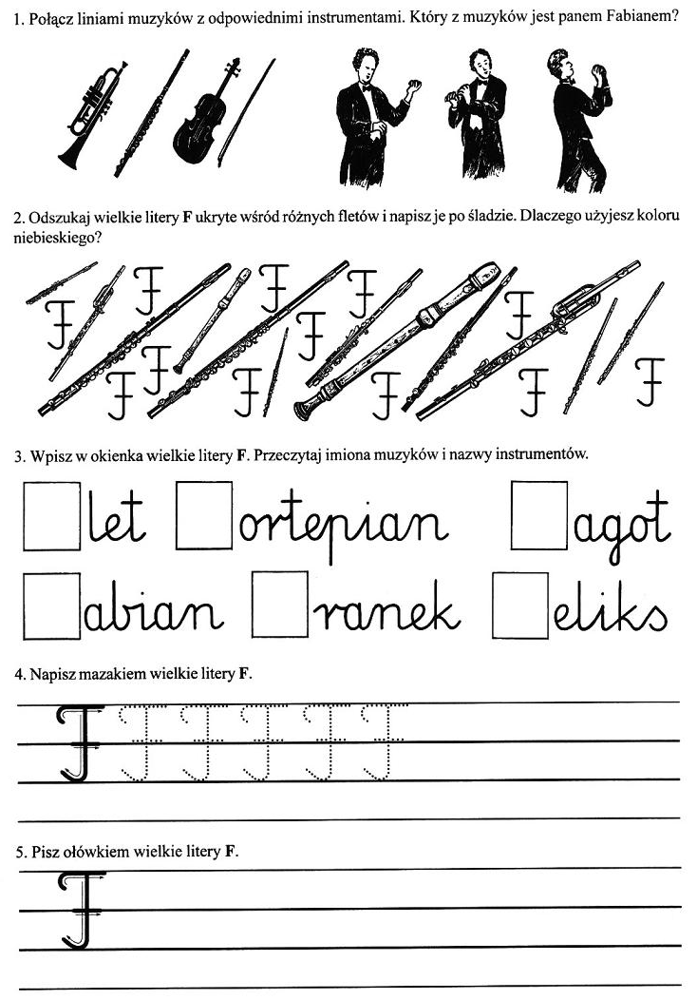 1. Połącz liniami muzyków z odpowiednimi instrumentami. Który z muzyków jest panem Fabianem?
2. Odszukaj wielkie litery F ukryte wśród różnych fletów i napisz je po śladzie. Dlaczego użyjesz koloru
niebieskiego?
F F F F F F F F F F F F
3. Wpisz w okienka wielkie litery F. Przeczytaj imiona muzyków i nazwy instrumentów.
let ortepian agot
abian ranek eliks
4. Napisz mazakiem wielkie litery F.
F F F F F F
5. Pisz ołówkiem wielkie litery F.
F